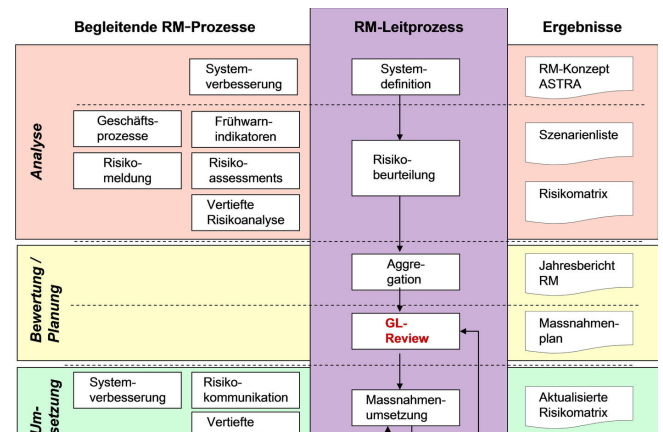 Begleitende RM-Prozesse
RM-Leitprozess
Ergebnisse
Analyse
System-
verbesserung
System-
definition
RM-Konzept
ASTRA
Geschäfts-
prozesse
Frühwarn-
indikatoren
Szenarienliste
Risiko-
meldung
Risiko-
assessments
Risiko-
beurteilung
Vertiefte
Risikoanalyse
Risikomatrix
Bewertung /
Planung
Aggre-
gation
Jahresbericht
RM
GL-
Review
Massnahmen-
plan
Um-
setzung
System-
verbesserung
Risiko-
kommunikation
Massnahmen-
umsetzung
Aktualisierte
Risikomatrix
Vertiefte